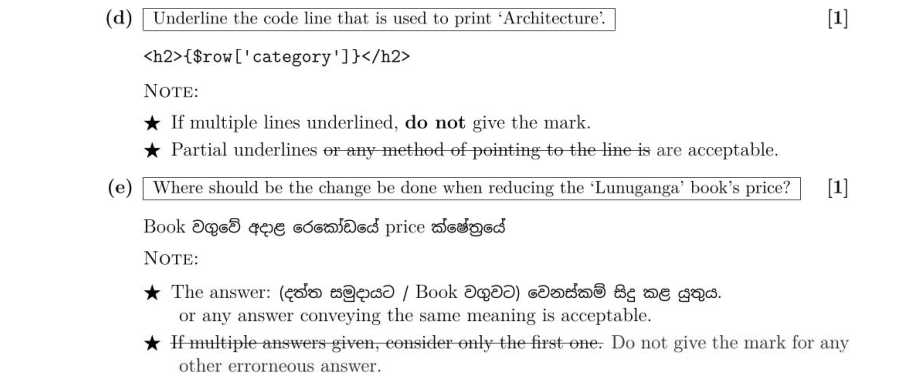 (d) Underline the code line that is used to print ‘Architecture’. [1]
<h2>{$row['category']}</h2>
NOTE:
★ If multiple lines underlined, do not give the mark.
★ Partial underlines or any method of pointing to the line is are acceptable.
(e) Where should be the change be done when reducing the ‘Lunuganga’ book’s price? [1]
Book වගුවේ අදාළ රෙකෝඩයේ price ක්ෂේත්‍රයේ
NOTE:
★ The answer: (දත්ත සමුදායට / Book වගුවට) වෙනස්කම් සිදු කළ යුතුය.
or any answer conveying the same meaning is acceptable.
★ If multiple answers given, consider only the first one. Do not give the mark for any
other errorneous answer.